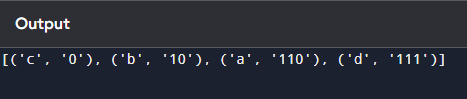 Output
[('c', '0'), ('b', '10'), ('a', '110'), ('d', '111')]